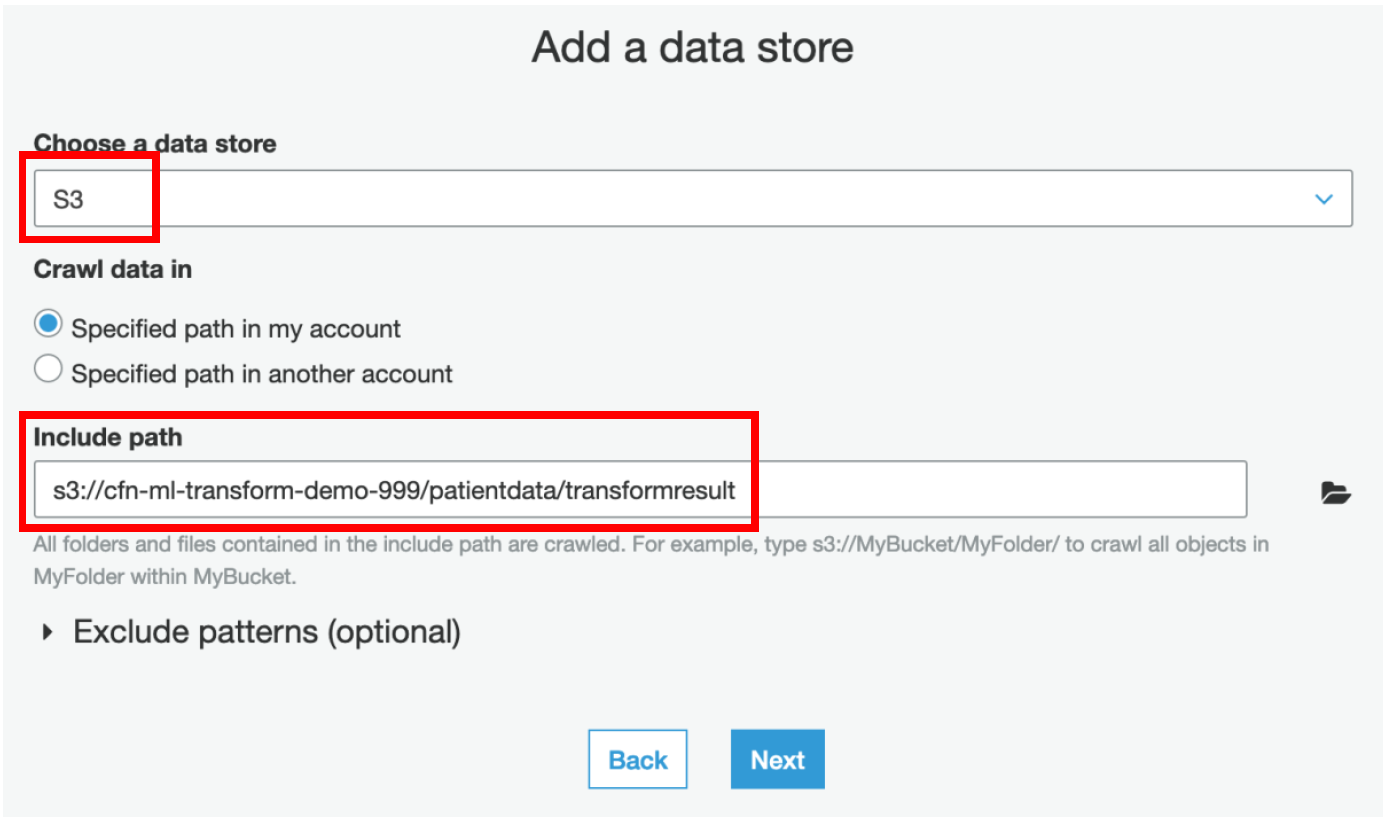 Add a data store
Choose a data store
S3
Crawl data in
Specified path in my account
Specified path in another account
Include path
s3://cfn-ml-transform-demo-999/patientdata/transformresult
All folders and files contained in the include path are crawled. For example, type s3://MyBucket/MyFolder/ to crawl all objects in
MyFolder within MyBucket.
Exclude patterns (optional)
Back Next